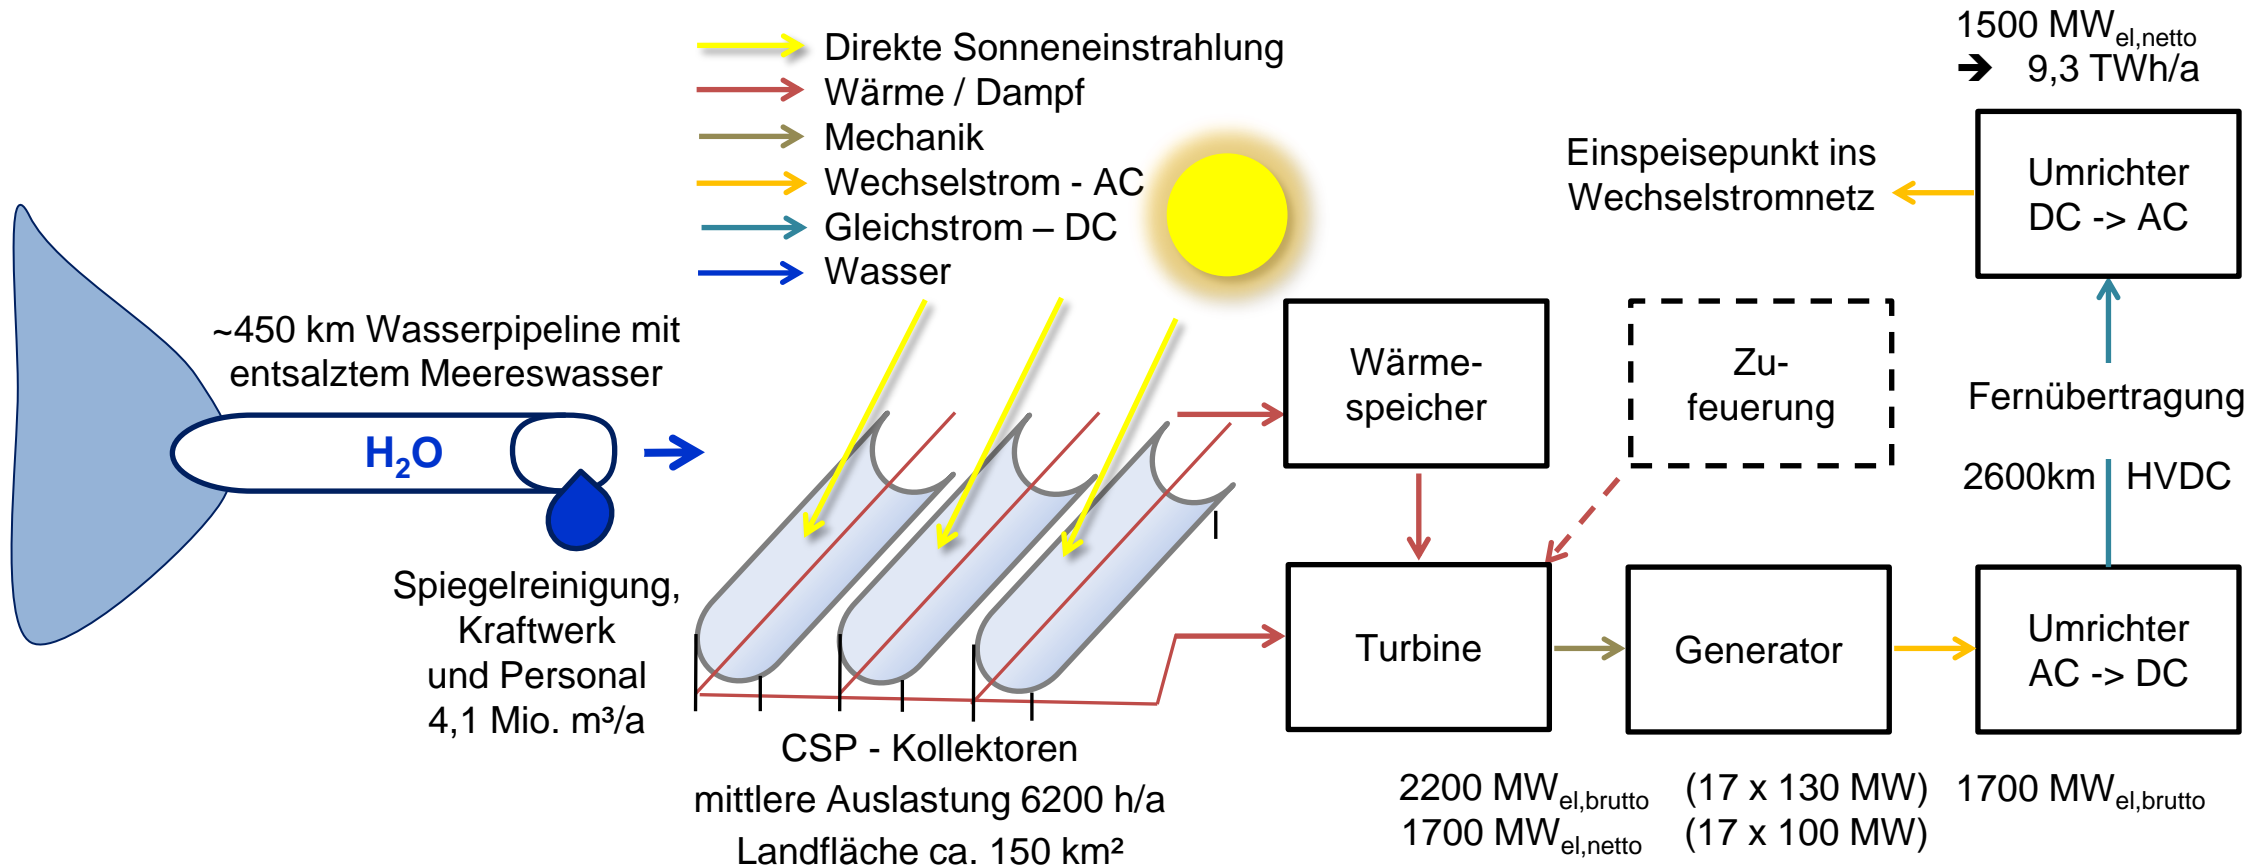 Direkte Sonneneinstrahlung
Wärme / Dampf
Mechanik
Wechselstrom - AC
Gleichstrom – DC
Wasser
1500 MWel,netto
➔ 9,3 TWh/a
Einspeisepunkt ins
Wechselstromnetz
Umrichter
DC -> AC
~450 km Wasserpipeline mit
entsalztem Meereswasser
H₂O
Spiegelreinigung,
Kraftwerk
und Personal
4,1 Mio. m³/a
Wärme-
speicher
Zu-
feuerung
Fernübertragung
2600km HVDC
Turbine
Generator
Umrichter
AC -> DC
CSP - Kollektoren
mittlere Auslastung 6200 h/a
Landfläche ca. 150 km²
2200 MWel,brutto (17 x 130 MW) 1700 MWel,brutto
1700 MWel,netto (17 x 100 MW)